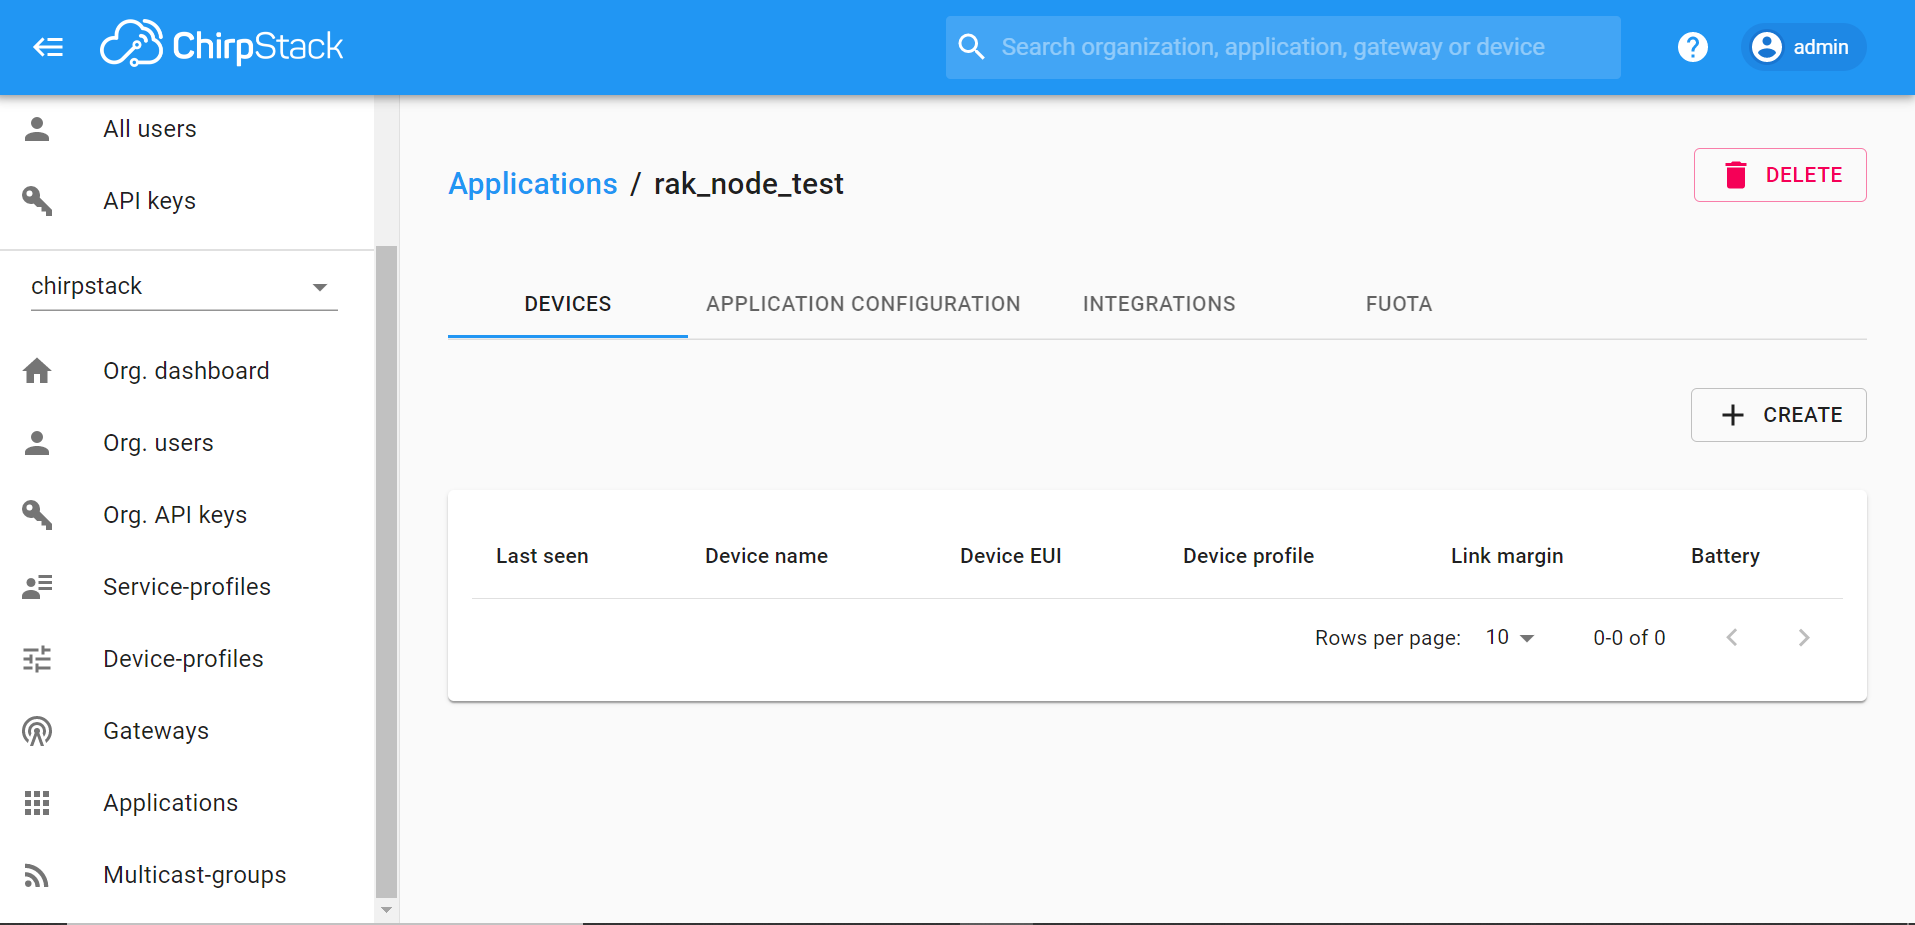 ChirpStack
Search organization, application, gateway or device
? admin
All users
API keys
chirpstack
Org. dashboard
Org. users
Org. API keys
Service-profiles
Device-profiles
Gateways
Applications
Multicast-groups
Applications / rak_node_test
DELETE
DEVICES APPLICATION CONFIGURATION INTEGRATIONS FUOTA
+ CREATE
Last seen Device name Device EUI Device profile Link margin Battery
Rows per page: 10 0-0 of 0